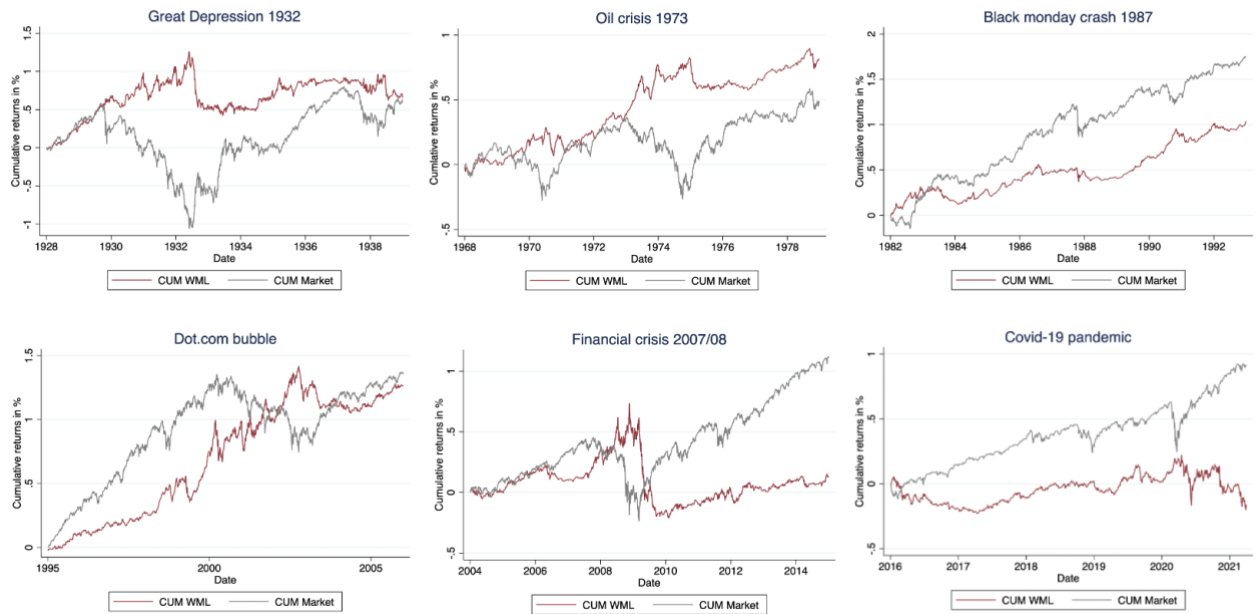 Great Depression 1932
Cumulative returns in %
1.5
1
.5
0
-.5
-1
1928 1930 1932 1934 1936 1938
Date
CUM WML CUM Market
Oil crisis 1973
Cumulative returns in %
1
.5
0
-.5
1968 1970 1972 1974 1976 1978
Date
CUM WML CUM Market
Black monday crash 1987
Cumulative returns in %
2
1.5
1
.5
0
1982 1984 1986 1988 1990 1992
Date
CUM WML CUM Market
Dot.com bubble
Cumulative returns in %
1.5
1
.5
0
1995 2000 2005
Date
CUM WML CUM Market
Financial crisis 2007/08
Cumulative returns in %
1
.5
0
-.5
2004 2006 2008 2010 2012 2014
Date
CUM WML CUM Market
Covid-19 pandemic
Cumulative returns in %
1
.5
0
-.5
2016 2017 2018 2019 2020 2021
Date
CUM WML CUM Market